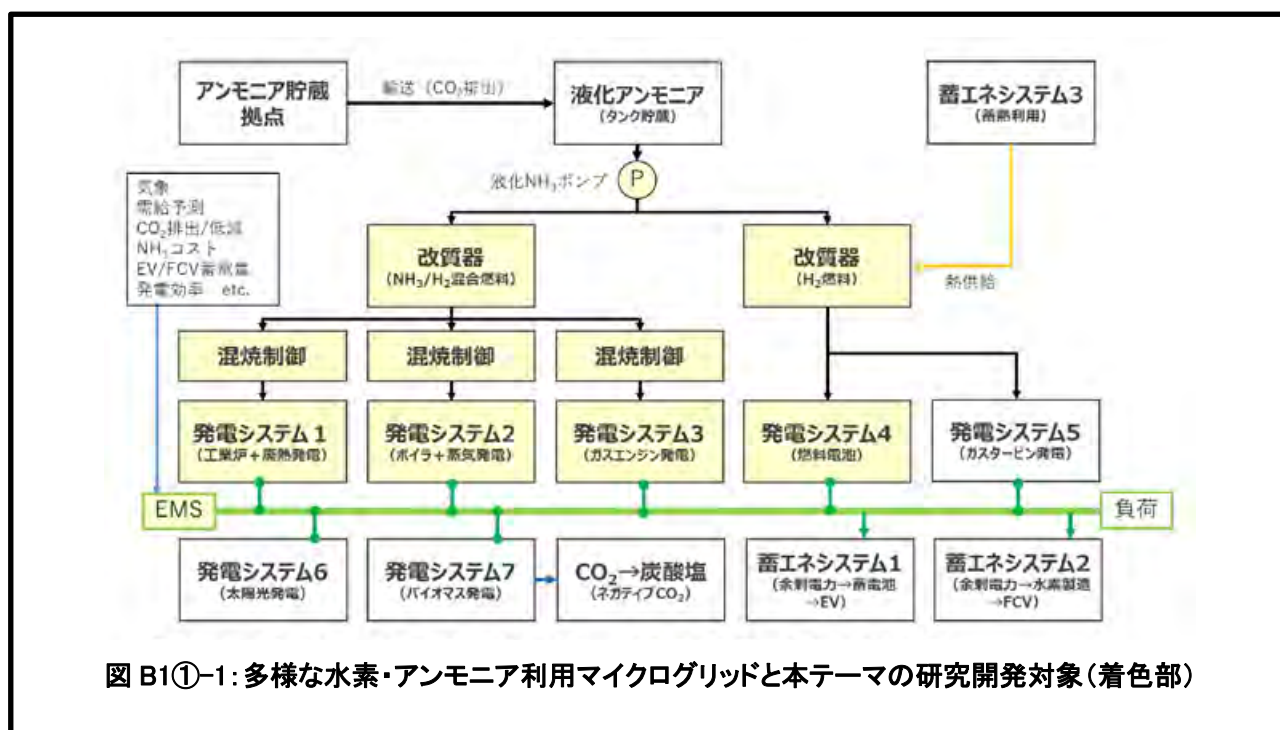 アンモニア貯蔵
拠点
輸送（CO₂排出）
液化アンモニア
（タンク貯蔵）
蓄エネシステム3
（蓄熱利用）
液化NH₃ポンプ
P
気象
需給予測
CO₂排出/低減
NH₃コスト
EV/FCV蓄電量
発電効率　etc.
改質器
（NH₃/H₂混合燃料）
改質器
（H₂燃料）
熱供給
混焼制御
混焼制御
混焼制御
発電システム1
（工業炉＋廃熱発電）
発電システム2
（ボイラ＋蒸気発電）
発電システム3
（ガスエンジン発電）
発電システム4
（燃料電池）
発電システム5
（ガスタービン発電）
EMS
負荷
発電システム6
（太陽光発電）
発電システム7
（バイオマス発電）
CO₂→炭酸塩
（ネガティブCO₂）
蓄エネシステム1
（余剰電力→蓄電池
→EV）
蓄エネシステム2
（余剰電力→水素製造
→FCV）
図 B1①-1：多様な水素・アンモニア利用マイクログリッドと本テーマの研究開発対象（着色部）